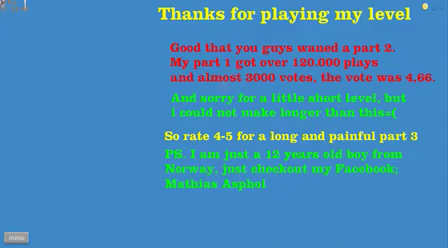 Thanks for playing my level
Good that you guys waned a part 2.
My part 1 got over 120.000 plays
and almost 3000 votes, the vote was 4,66.
And sorry for a little short level, but
i could not make longer than this=(
So rate 4-5 for a long and painful part 3
PS. I am just a 12 years old boy from
Norway, just checkout my Facebook;
Mathias Asphol
menu